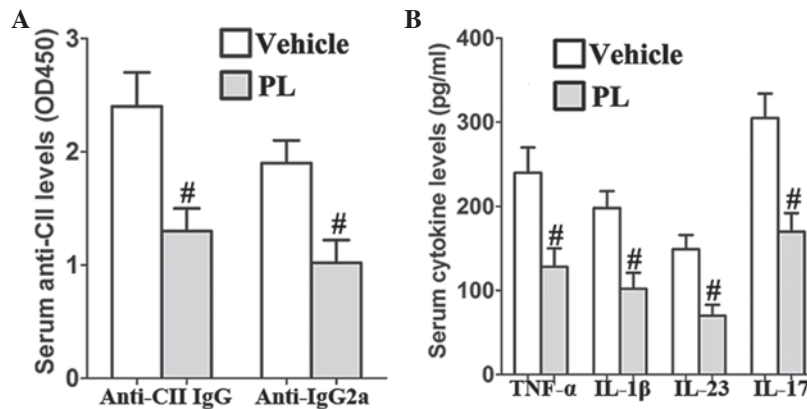 A
Serum anti-CII levels (OD450)
3
2
1
0
Vehicle
PL
#
#
Anti-CII IgG
Anti-IgG2a
B
Serum cytokine levels (pg/ml)
400
300
200
100
0
Vehicle
PL
#
#
#
#
TNF-α
IL-1β
IL-23
IL-17